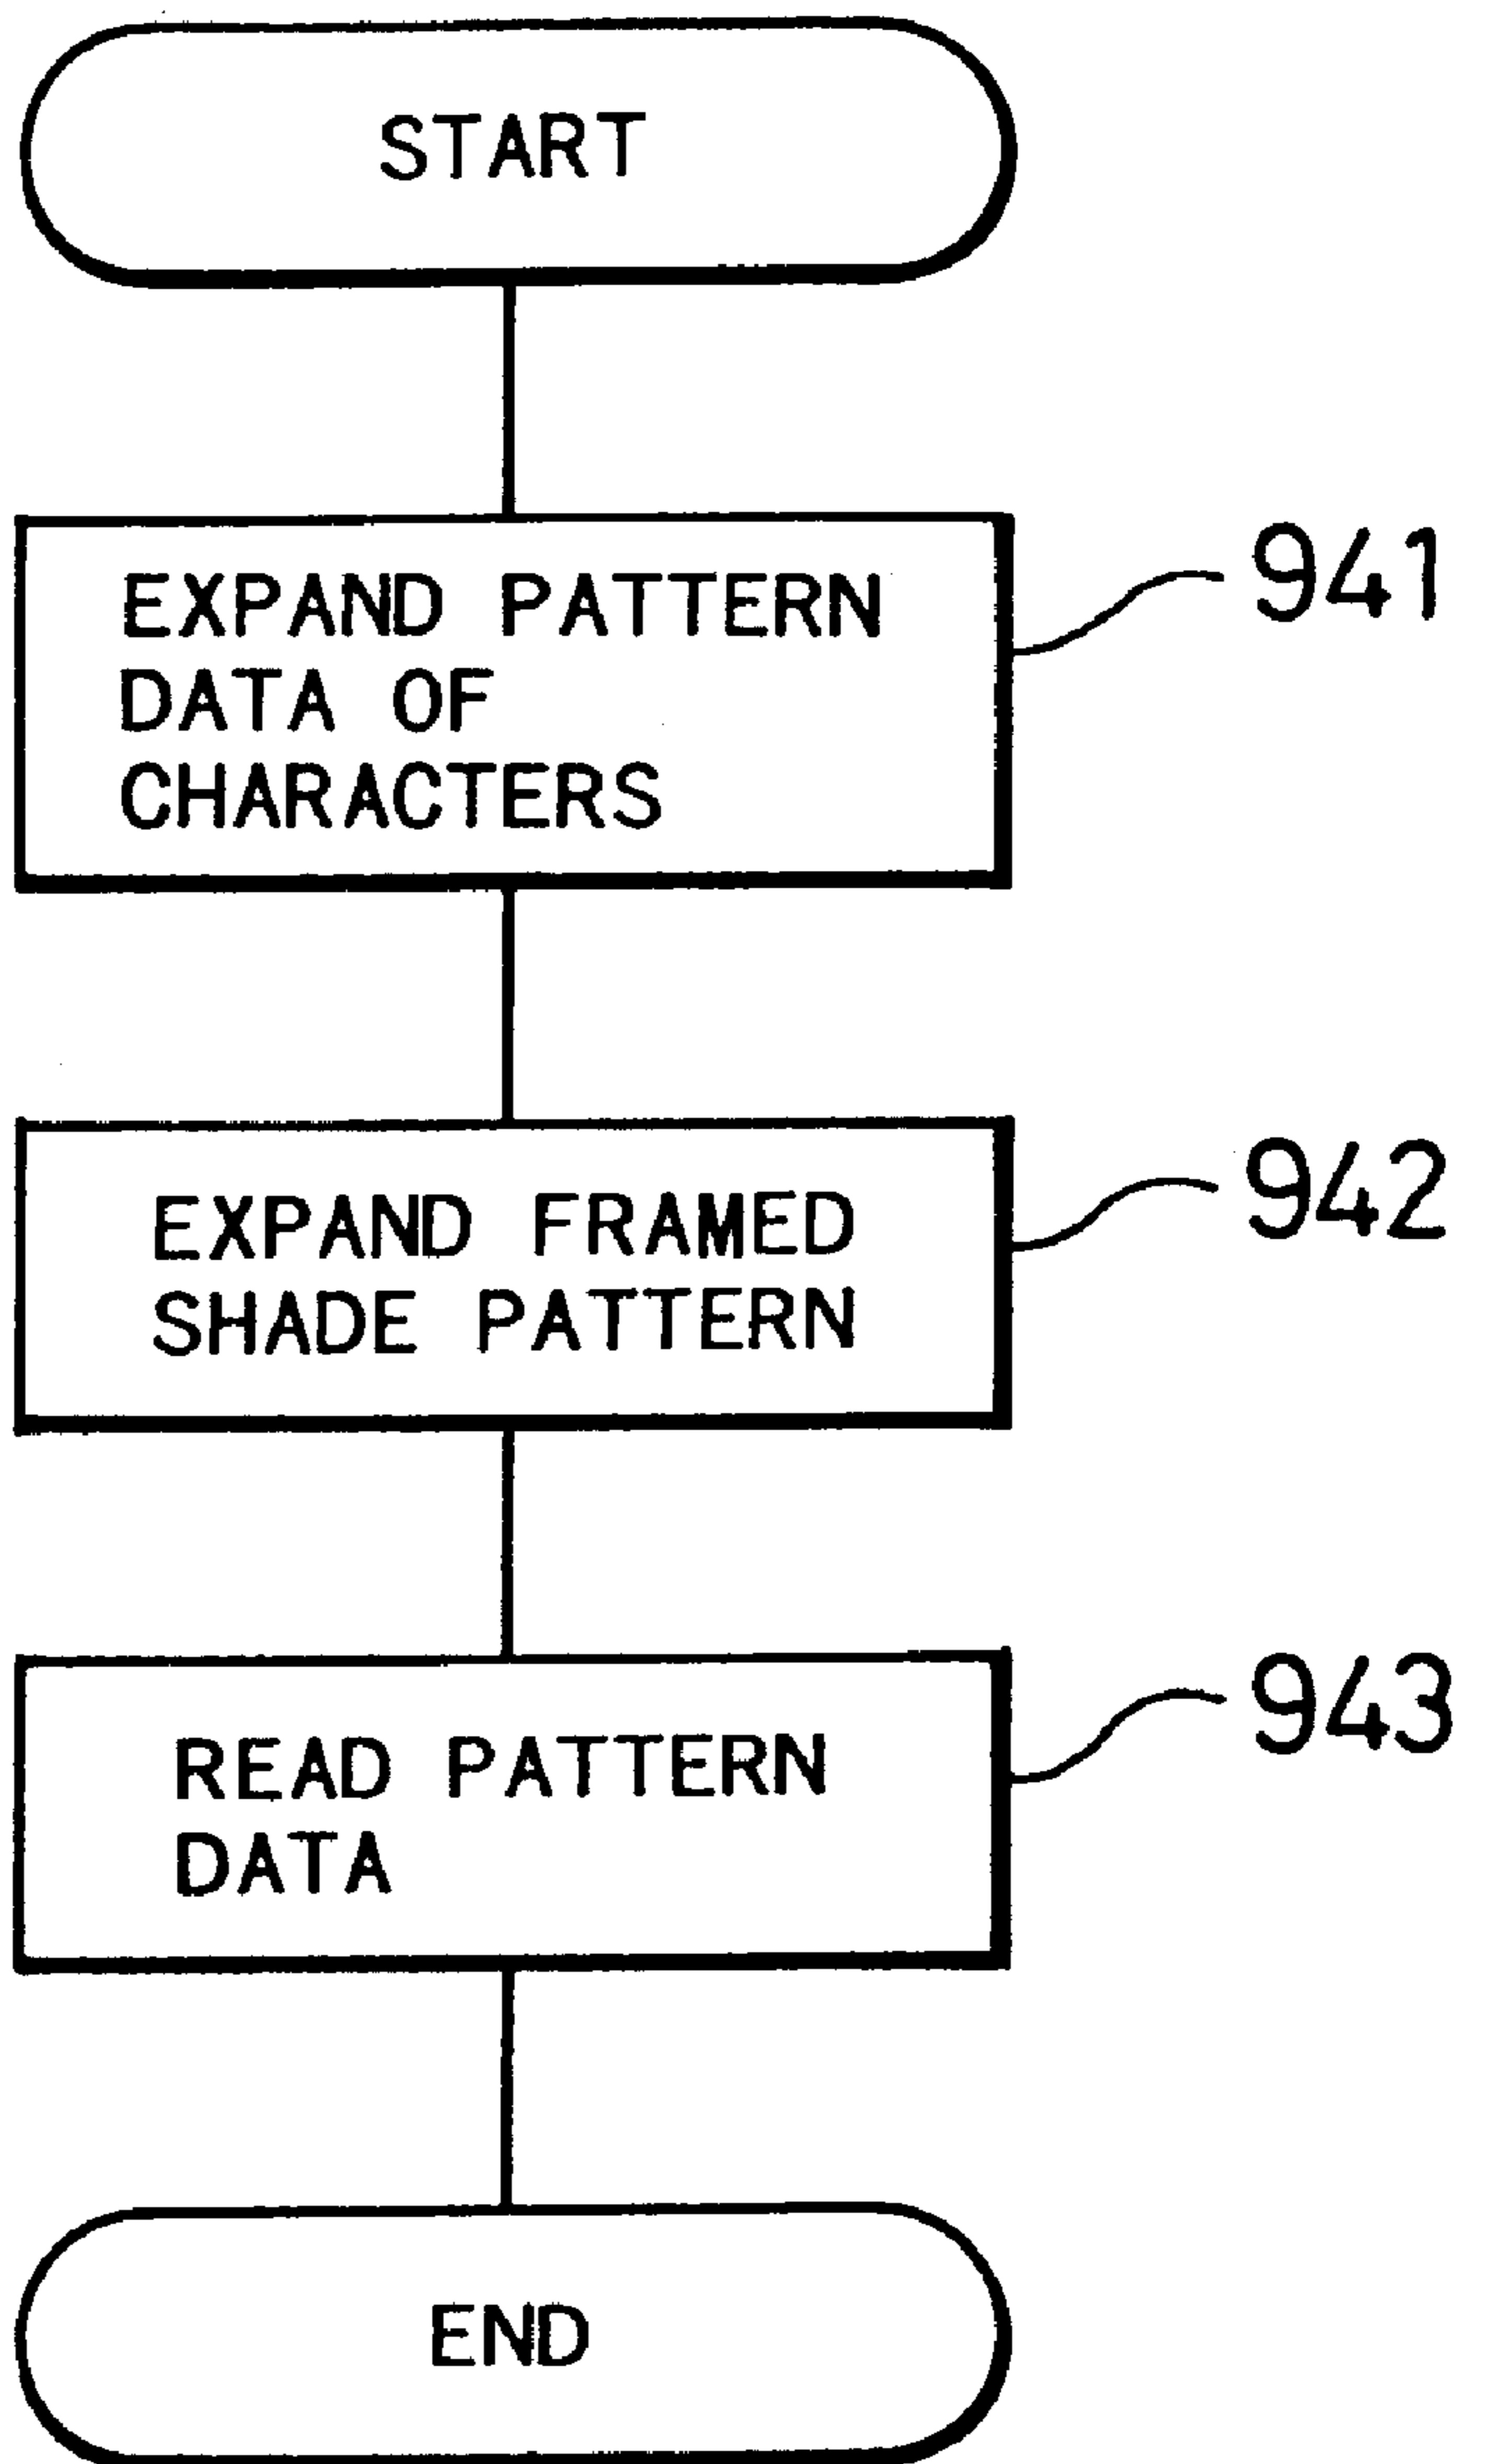 START
EXPAND PATTERN
DATA OF
CHARACTERS
941
EXPAND FRAMED
SHADE PATTERN
942
READ PATTERN
DATA
943
END